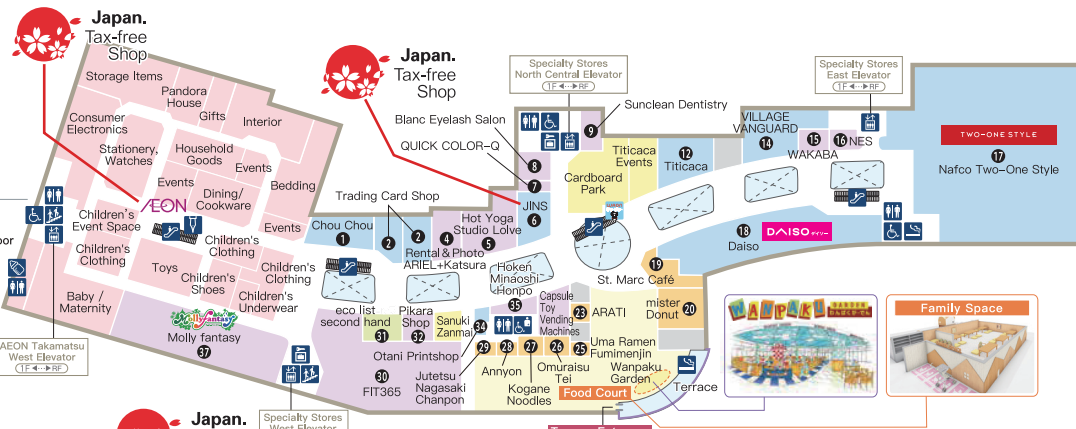 Japan.
Tax-free
Shop
Japan.
Tax-free
Shop
Specialty Stores
North Central Elevator
1F RF
Specialty Stores
East Elevator
1F RF
Storage Items
Pandora
House
Gifts
Interior
Consumer
Electronics
Stationery,
Watches
Household
Goods
Events
Events
Dining/
Cookware
Bedding
Events
ÆON
Children's
Event Space
Children's
Clothing
Children's
Clothing
Toys
Children's
Shoes
Children's
Clothing
Children's
Underwear
Baby /
Maternity
Molly fantasy
Molly fantasy
37
AEON Takamatsu
West Elevator
1F RF
Sunclean Dentistry
9
Blanc Eyelash Salon
8
QUICK COLOR-Q
7
JINS
6
Trading Card Shop
2
2
Chou Chou
1
4
Rental & Photo
ARIEL+Katsura
Hot Yoga
Studio Lolve
5
Titicaca
Events
Cardboard
Park
12
Titicaca
VILLAGE
VANGUARD
14
15
WAKABA
16
NES
TWO-ONE STYLE
17
Nafco Two-One Style
18
Daiso
DAISO
19
St. Marc Café
mister
Donut
20
Hoken
Minaoshi
Honpo
35
Capsule
Toy
Vending
Machines
23
ARATI
eco list
second hand
31
Pikara
Shop
32
Sanuki
Zanmai
34
Otani Printshop
29
Jutetsu
Nagasaki
Chanpon
28
Annyon
27
Kogane
Noodles
26
Omuraisu
Tei
25
Uma Ramen
Fumimenjin
Wanpaku
Garden
Food Court
Terrace
30
FIT365
WANPAKU
GARDEN
Family Space
Japan.
Specialty Stores
West Elevator